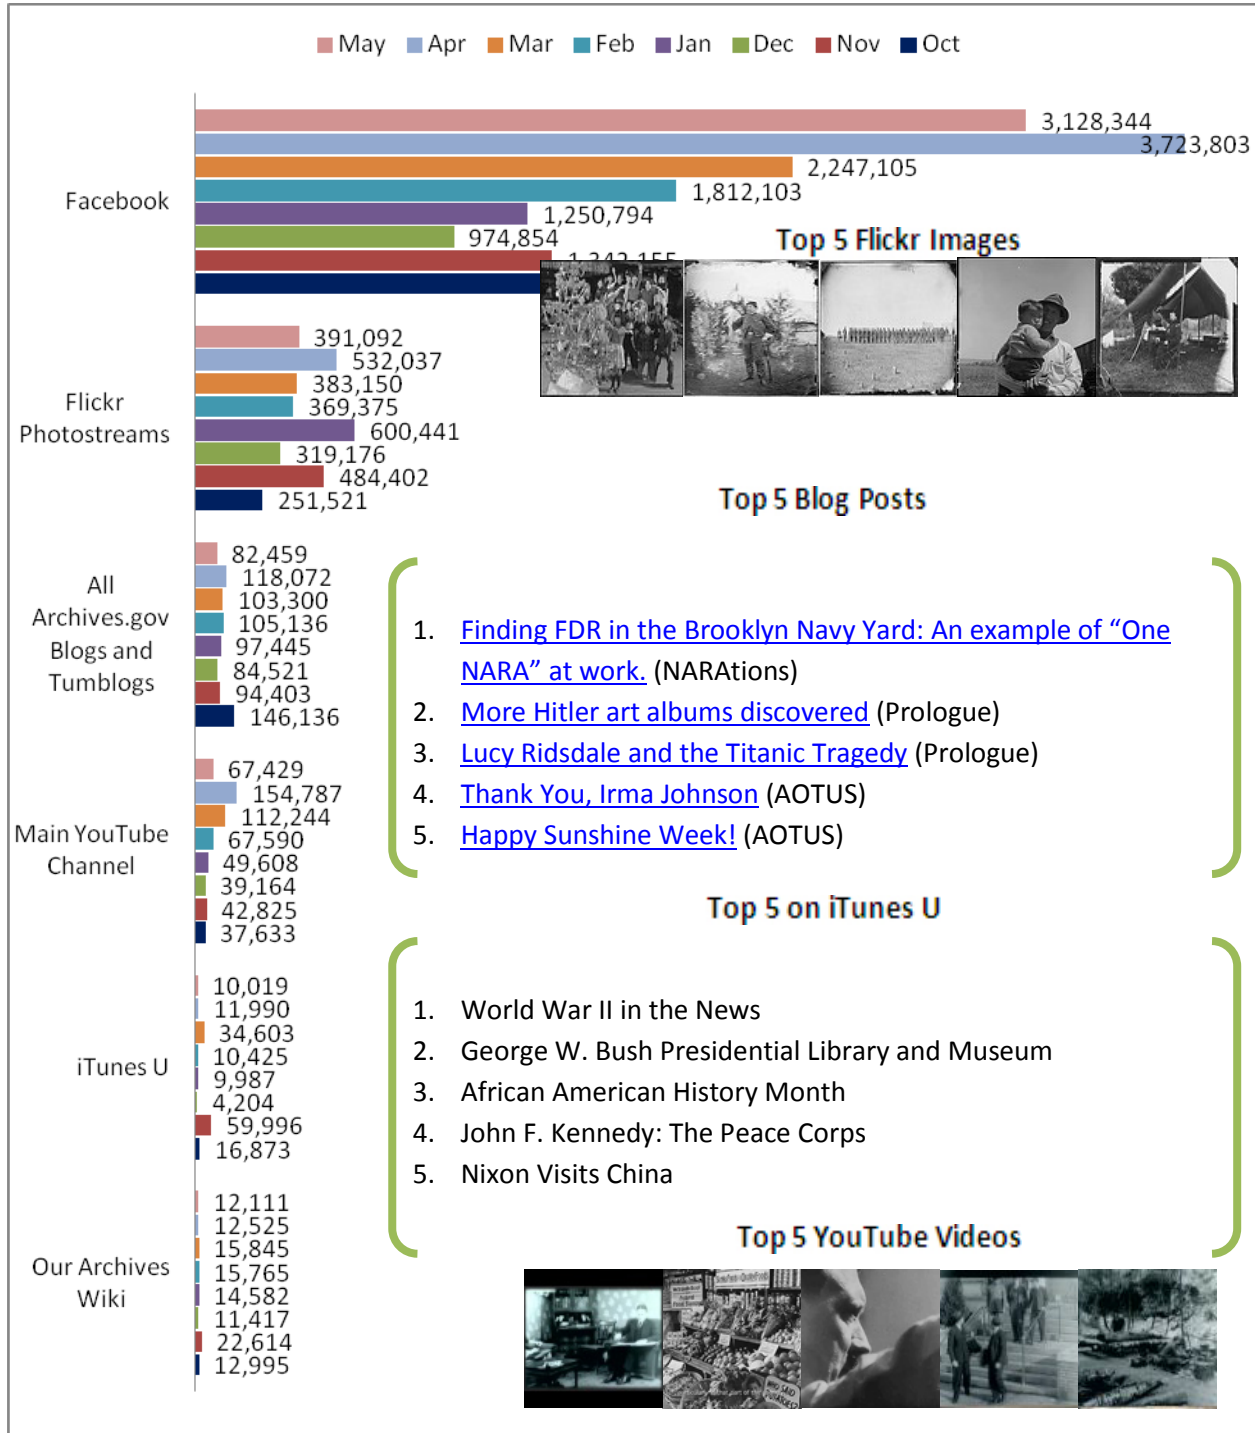 May Apr Mar Feb Jan Dec Nov Oct
Facebook
3,128,344
3,723,803
2,247,105
1,812,103
1,250,794
974,854
1,342,155
Top 5 Flickr Images
Flickr
Photostreams
391,092
532,037
383,150
369,375
600,441
319,176
484,402
251,521
Top 5 Blog Posts
All
Archives.gov
Blogs and
Tumblogs
82,459
118,072
103,300
105,136
97,445
84,521
94,403
146,136
1. Finding FDR in the Brooklyn Navy Yard: An example of “One
NARA” at work. (NARAtions)
2. More Hitler art albums discovered (Prologue)
3. Lucy Ridsdale and the Titanic Tragedy (Prologue)
4. Thank You, Irma Johnson (AOTUS)
5. Happy Sunshine Week! (AOTUS)
Main YouTube
Channel
67,429
154,787
112,244
67,590
49,608
39,164
42,825
37,633
Top 5 on iTunes U
iTunes U
10,019
11,990
34,603
10,425
9,987
4,204
59,996
16,873
1. World War II in the News
2. George W. Bush Presidential Library and Museum
3. African American History Month
4. John F. Kennedy: The Peace Corps
5. Nixon Visits China
Our Archives
Wiki
12,111
12,525
15,845
15,765
14,582
11,417
22,614
12,995
Top 5 YouTube Videos
WHO SAID